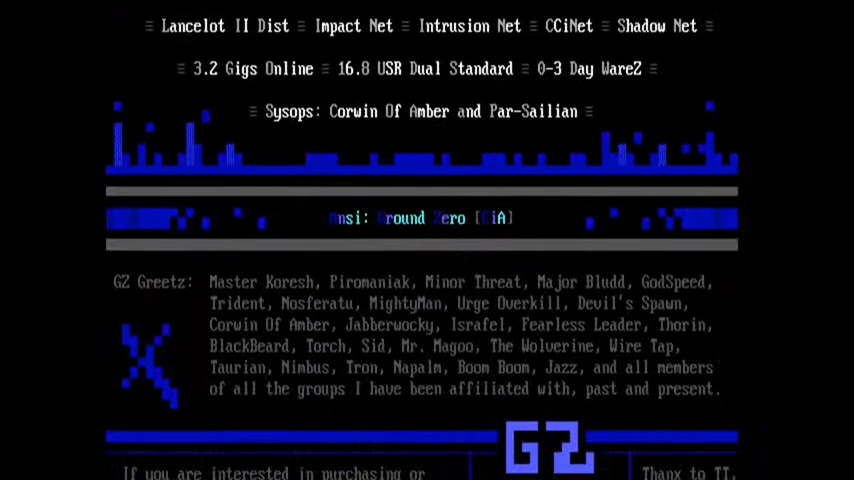 ≡ Lancelot II Dist ≡ Impact Net ≡ Intrusion Net ≡ CCiNet ≡ Shadow Net ≡
≡ 3.2 Gigs Online ≡ 16.8 USR Dual Standard ≡ 0-3 Day WareZ ≡
≡ Sysops: Corwin Of Amber and Par-Sailian ≡
Ansi: Ground Zero [CiA]
GZ Greetz: Master Koresh, Piromaniak, Minor Threat, Major Bludd, GodSpeed,
Trident, Nosferatu, MightyMan, Urge Overkill, Devil's Spawn,
Corwin Of Amber, Jabberwocky, Israfel, Fearless Leader, Thorin,
BlackBeard, Torch, Sid, Mr. Magoo, The Wolverine, Wire Tap,
Taurian, Nimbus, Tron, Napalm, Boom Boom, Jazz, and all members
of all the groups I have been affiliated with, past and present.
GZ
If you are interested in purchasing or
Thanx to TT,